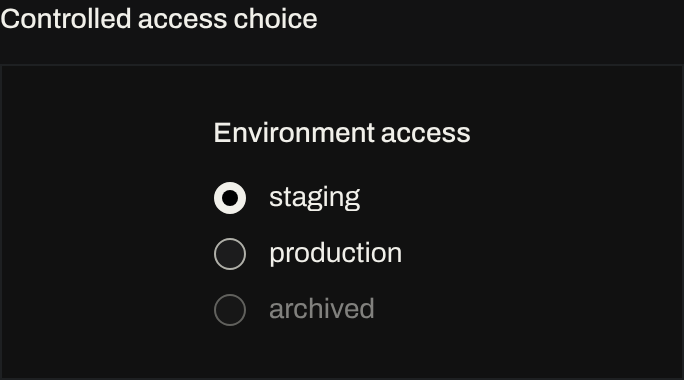 Controlled access choice
Environment access
staging
production
archived